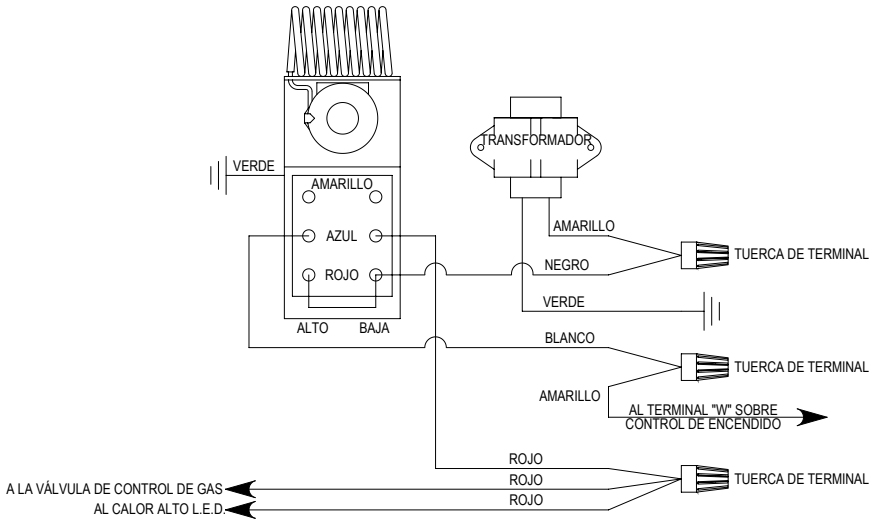 TRANSFORMADOR
VERDE
AMARILLO
AMARILLO
AZUL
TUERCA DE TERMINAL
NEGRO
ROJO
VERDE
ALTO
BAJA
BLANCO
TUERCA DE TERMINAL
AMARILLO
AL TERMINAL "W" SOBRE
CONTROL DE ENCENDIDO
ROJO
TUERCA DE TERMINAL
ROJO
A LA VÁLVULA DE CONTROL DE GAS
ROJO
AL CALOR ALTO L.E.D.